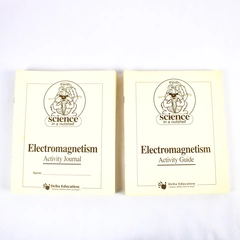 science
in a nutshell
Electromagnetism
Activity Journal
Name
Delta Education
science
in a nutshell
Electromagnetism
Activity Guide
Delta Education